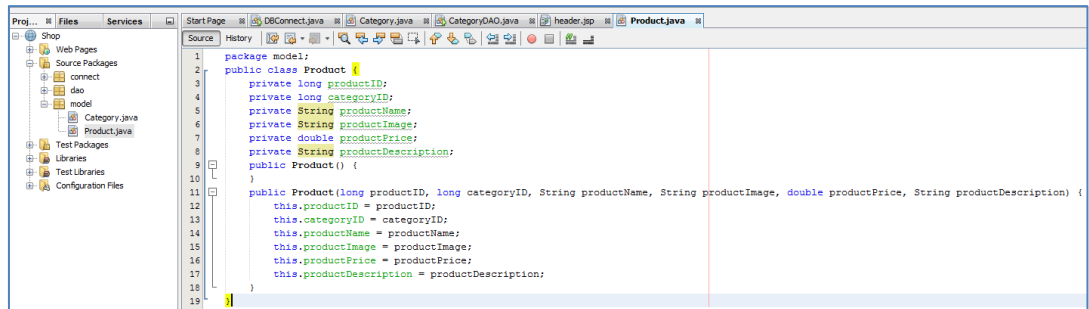 Proj... Files Services
Start Page DBConnect.java Category.java CategoryDAO.java header.jsp Product.java
Shop
Web Pages
Source Packages
connect
dao
model
Category.java
Product.java
Test Packages
Libraries
Test Libraries
Configuration Files
Source History
1 package model;
2 public class Product {
3 private long productID;
4 private long categoryID;
5 private String productName;
6 private String productImage;
7 private double productPrice;
8 private String productDescription;
9 public Product() {
10 }
11 public Product(long productID, long categoryID, String productName, String productImage, double productPrice, String productDescription) {
12 this.productID = productID;
13 this.categoryID = categoryID;
14 this.productName = productName;
15 this.productImage = productImage;
16 this.productPrice = productPrice;
17 this.productDescription = productDescription;
18 }
19 }